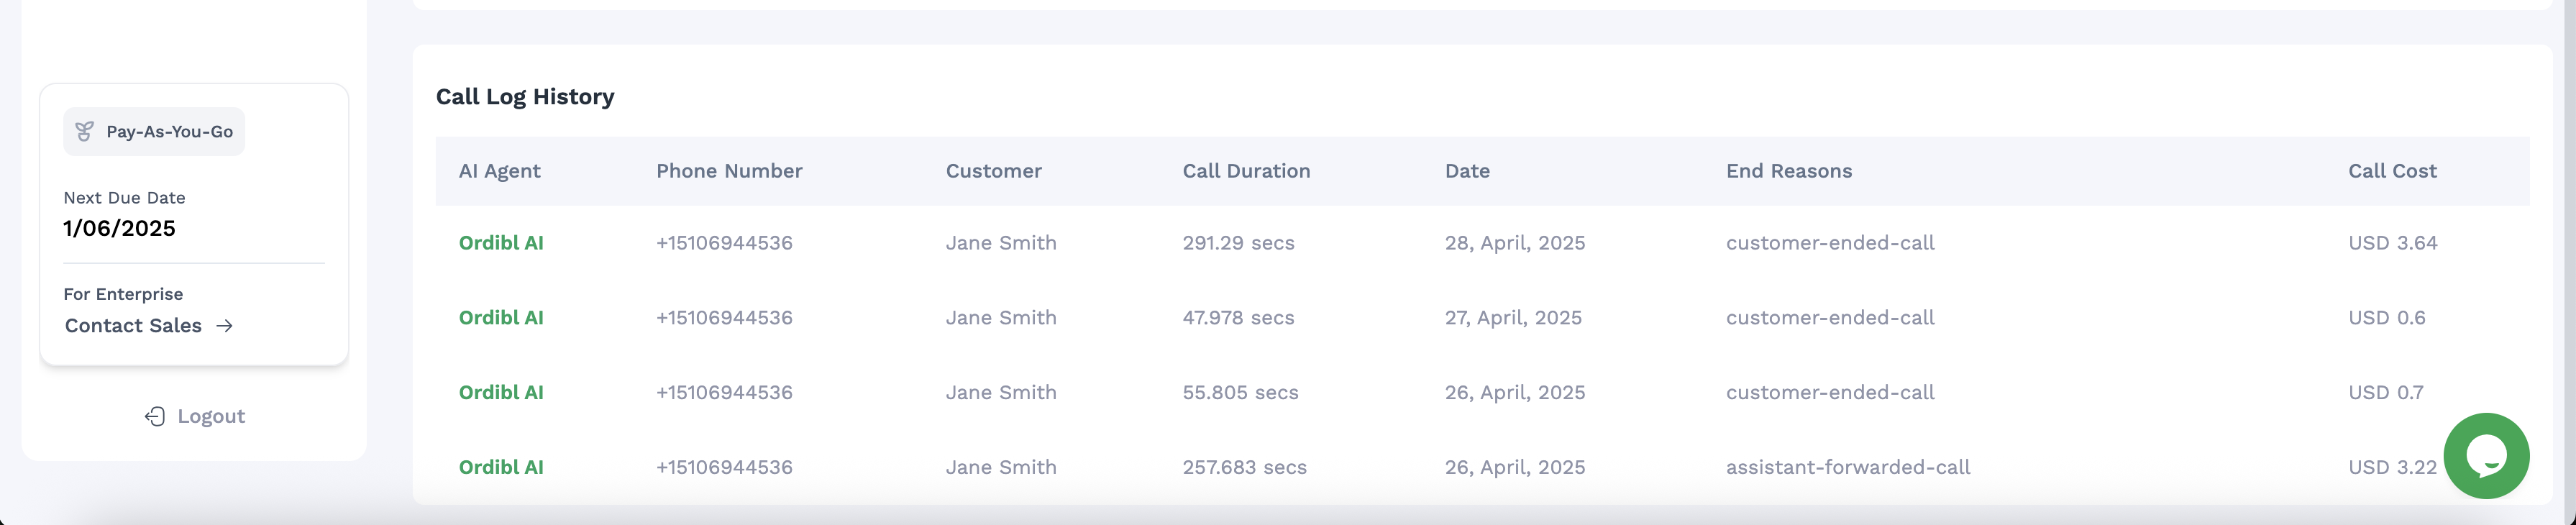 Pay-As-You-Go
Next Due Date
1/06/2025
For Enterprise
Contact Sales →
Logout
Call Log History
AI Agent Phone Number Customer Call Duration Date End Reasons Call Cost
Ordibl AI +15106944536 Jane Smith 291.29 secs 28, April, 2025 customer-ended-call USD 3.64
Ordibl AI +15106944536 Jane Smith 47.978 secs 27, April, 2025 customer-ended-call USD 0.6
Ordibl AI +15106944536 Jane Smith 55.805 secs 26, April, 2025 customer-ended-call USD 0.7
Ordibl AI +15106944536 Jane Smith 257.683 secs 26, April, 2025 assistant-forwarded-call USD 3.22